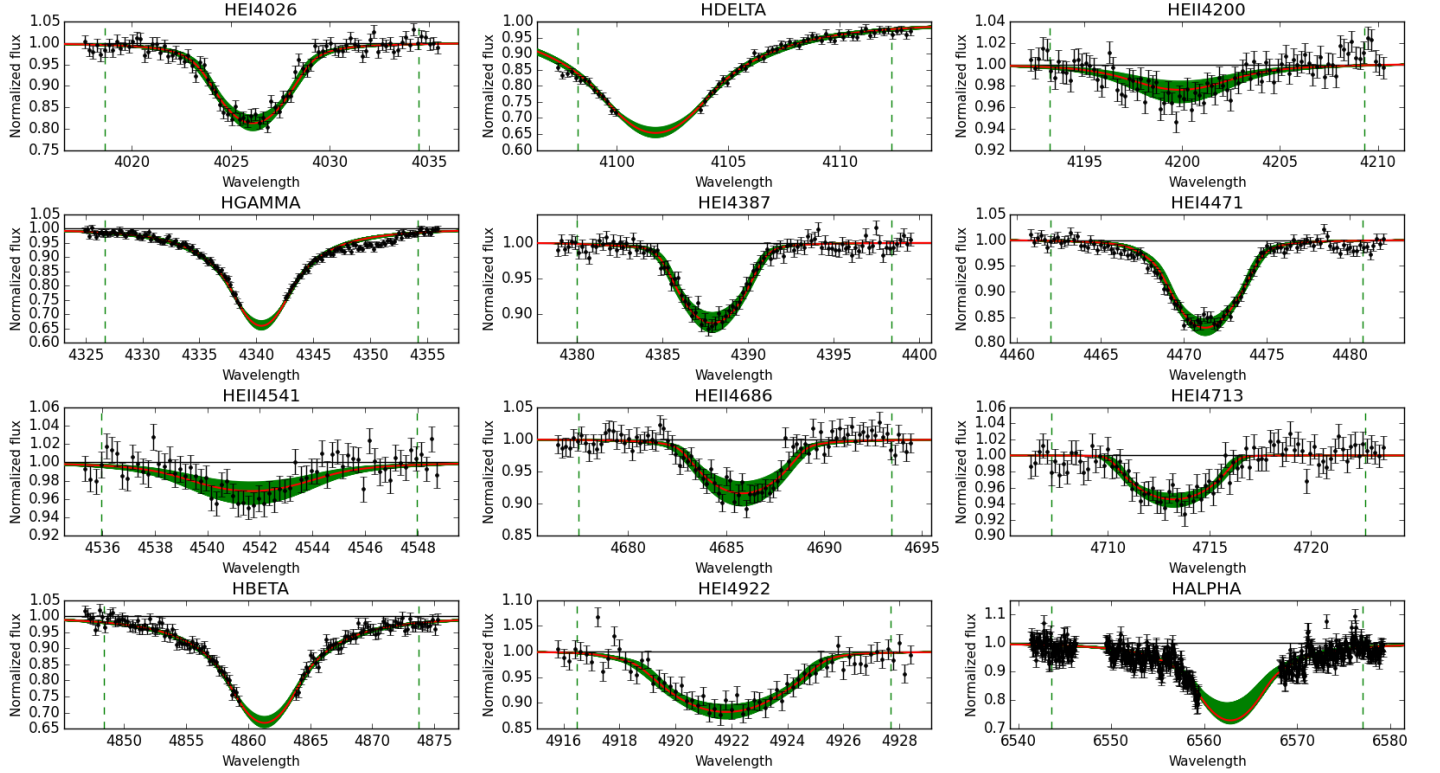 HEI4026
Normalized flux
1.00
0.95
0.90
0.85
0.80
0.75
4020 4025 4030 4035
Wavelength
HDELTA
Normalized flux
1.00
0.95
0.90
0.85
0.80
0.75
0.70
0.65
0.60
4100 4105 4110
Wavelength
HEII4200
Normalized flux
1.04
1.02
1.00
0.98
0.96
0.94
0.92
4195 4200 4205 4210
Wavelength
HGAMMA
Normalized flux
1.05
1.00
0.95
0.90
0.85
0.80
0.75
0.70
0.65
0.60
4325 4330 4335 4340 4345 4350 4355
Wavelength
HEI4387
Normalized flux
1.00
0.95
0.90
4380 4385 4390 4395 4400
Wavelength
HEI4471
Normalized flux
1.05
1.00
0.95
0.90
0.85
0.80
4460 4465 4470 4475 4480
Wavelength
HEII4541
Normalized flux
1.06
1.04
1.02
1.00
0.98
0.96
0.94
0.92
4536 4538 4540 4542 4544 4546 4548
Wavelength
HEII4686
Normalized flux
1.05
1.00
0.95
0.90
0.85
4680 4685 4690 4695
Wavelength
HEI4713
Normalized flux
1.06
1.04
1.02
1.00
0.98
0.96
0.94
0.92
0.90
4710 4715 4720
Wavelength
HBETA
Normalized flux
1.05
1.00
0.95
0.90
0.85
0.80
0.75
0.70
0.65
4850 4855 4860 4865 4870 4875
Wavelength
HEI4922
Normalized flux
1.10
1.05
1.00
0.95
0.90
0.85
4916 4918 4920 4922 4924 4926 4928
Wavelength
HALPHA
Normalized flux
1.1
1.0
0.9
0.8
0.7
6540 6550 6560 6570 6580
Wavelength